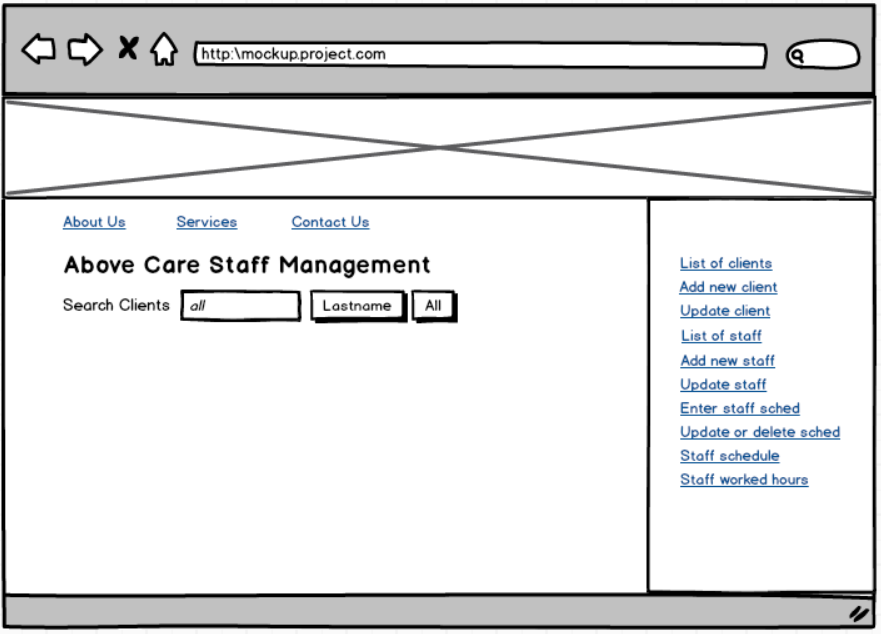 http:\mockup.project.com
About Us Services Contact Us
Above Care Staff Management
Search Clients all Lastname All
List of clients
Add new client
Update client
List of staff
Add new staff
Update staff
Enter staff sched
Update or delete sched
Staff schedule
Staff worked hours